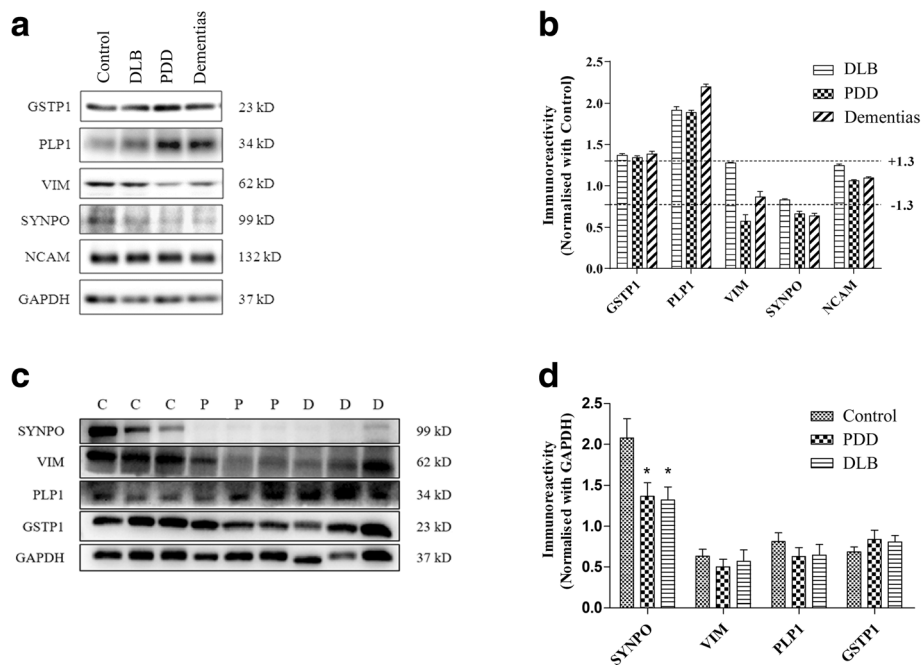 a
Control DLB PDD Dementias
GSTP1 23 kD
PLP1 34 kD
VIM 62 kD
SYNPO 99 kD
NCAM 132 kD
GAPDH 37 kD
b
Immunoreactivity
(Normalised with Control)
2.5
2.0
1.5
1.0
0.5
0.0
DLB
PDD
Dementias
+1.3
-1.3
GSTP1 PLP1 VIM SYNPO NCAM
c
C C C P P P D D D
SYNPO 99 kD
VIM 62 kD
PLP1 34 kD
GSTP1 23 kD
GAPDH 37 kD
d
Immunoreactivity
(Normalised with GAPDH)
2.5
2.0
1.5
1.0
0.5
0.0
Control
PDD
DLB
* *
SYNPO VIM PLP1 GSTP1